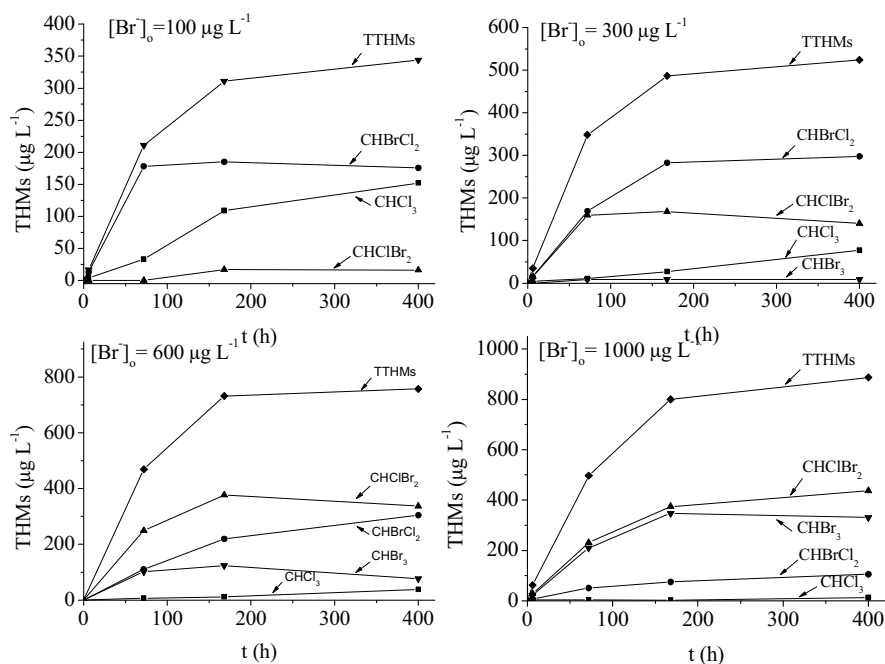 [Br⁻]ₒ=100 µg L⁻¹
THMs (µg L⁻¹)
400
350
300
250
200
150
100
50
0
TTHMs
CHBrCl₂
CHCl₃
CHClBr₂
0 100 200 300 400
t (h)
[Br⁻]ₒ = 300 µg L⁻¹
THMs (µg L⁻¹)
600
500
400
300
200
100
0
TTHMs
CHBrCl₂
CHClBr₂
CHCl₃
CHBr₃
0 100 200 300 400
t (h)
[Br⁻]ₒ = 600 µg L⁻¹
THMs (µg L⁻¹)
800
600
400
200
0
TTHMs
CHClBr₂
CHBrCl₂
CHBr₃
CHCl₃
0 100 200 300 400
t (h)
[Br⁻]ₒ = 1000 µg L⁻¹
THMs (µg L⁻¹)
1000
800
600
400
200
0
TTHMs
CHClBr₂
CHBr₃
CHBrCl₂
CHCl₃
0 100 200 300 400
t (h)